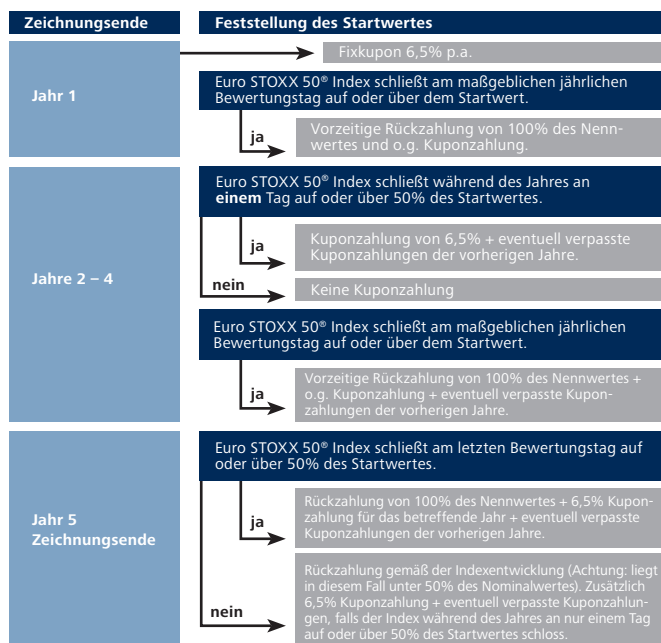 Zeichnungsende
Feststellung des Startwertes
Jahr 1
Fixkupon 6,5% p.a.
Euro STOXX 50® Index schließt am maßgeblichen jährlichen
Bewertungstag auf oder über dem Startwert.
ja
Vorzeitige Rückzahlung von 100% des Nenn-
wertes und o.g. Kuponzahlung.
Jahre 2 – 4
Euro STOXX 50® Index schließt während des Jahres an
einem Tag auf oder über 50% des Startwertes.
ja
Kuponzahlung von 6,5% + eventuell verpasste
Kuponzahlungen der vorherigen Jahre.
nein
Keine Kuponzahlung
Euro STOXX 50® Index schließt am maßgeblichen jährlichen
Bewertungstag auf oder über dem Startwert.
ja
Vorzeitige Rückzahlung von 100% des Nennwertes +
o.g. Kuponzahlung + eventuell verpasste Kupon-
zahlungen der vorherigen Jahre.
Jahr 5
Zeichnungsende
Euro STOXX 50® Index schließt am letzten Bewertungstag auf
oder über 50% des Startwertes.
ja
Rückzahlung von 100% des Nennwertes + 6,5% Kupon-
zahlung für das betreffende Jahr + eventuell verpasste
Kuponzahlungen der vorherigen Jahre.
nein
Rückzahlung gemäß der Indexentwicklung (Achtung: liegt
in diesem Fall unter 50% des Nominalwertes). Zusätzlich
6,5% Kuponzahlung + eventuell verpasste Kuponzahlun-
gen, falls der Index während des Jahres an nur einem Tag
auf oder über 50% des Startwertes schloss.